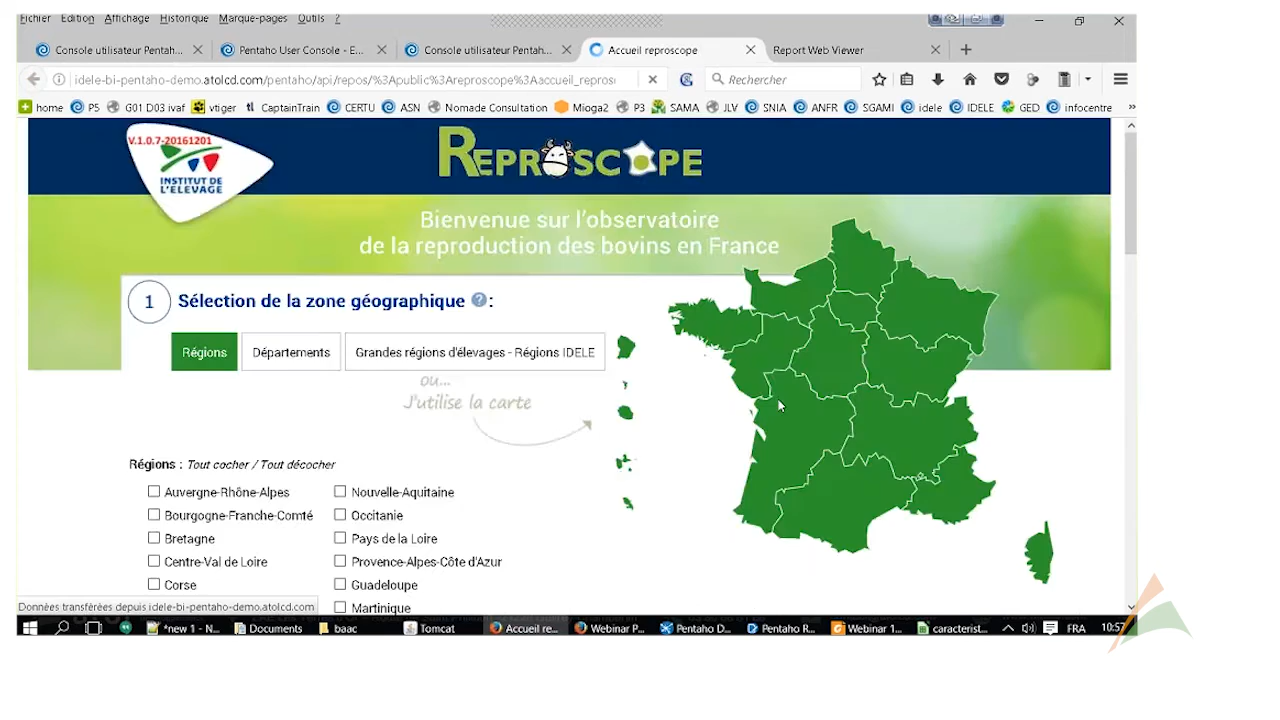 Fichier Edition Affichage Historique Marque-pages Outils ?
Console utilisateur Pentah... Pentaho User Console - E... Console utilisateur Pentah... Accueil reproscope Report Web Viewer
idele-bi-pentaho-demo.atolcd.com/pentaho/api/repos/%3Apublic%3Areproscope%3Aaccueil_repros Rechercher
home P5 G01 D03 ivaf vtiger CaptainTrain CERTU ASN Nomade Consultation Mioga2 P3 SAMA JLV SNIA ANFR SGAMI idele IDELE GED infocentre »
V.1.0.7-20161201
INSTITUT DE
L'ELEVAGE
REPROSCOPE
Bienvenue sur l'observatoire
de la reproduction des bovins en France
1 Sélection de la zone géographique ? :
Régions Départements Grandes régions d'élevages - Régions IDELE
ou...
J'utilise la carte
Régions : Tout cocher / Tout décocher
Auvergne-Rhône-Alpes Nouvelle-Aquitaine
Bourgogne-Franche-Comté Occitanie
Bretagne Pays de la Loire
Centre-Val de Loire Provence-Alpes-Côte d'Azur
Corse Guadeloupe
Martinique
Données transférées depuis idele-bi-pentaho-demo.atolcd.com
*new 1 - N... Documents baac Tomcat Accueil re... Webinar P... Pentaho D... Pentaho R... Webinar 1... caracterist... FRA 10:57